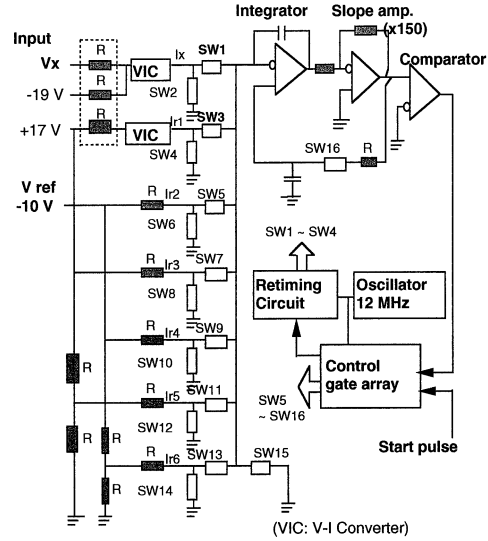 Integrator
Slope amp.
(x150)
Input
R
Ix
SW1
Comparator
Vx
VIC
R
SW2
-19 V
R
Ir1
SW3
+17 V
VIC
SW4
SW16
R
V ref
-10 V
R
Ir2
SW5
SW6
SW1 ~ SW4
R
Ir3
SW7
SW8
Retiming
Circuit
Oscillator
12 MHz
R
Ir4
SW9
SW10
R
Control
gate array
R
Ir5
SW11
SW5
~ SW16
SW12
R
R
Start pulse
R
Ir6
SW13
SW15
R
SW14
(VIC: V-I Converter)